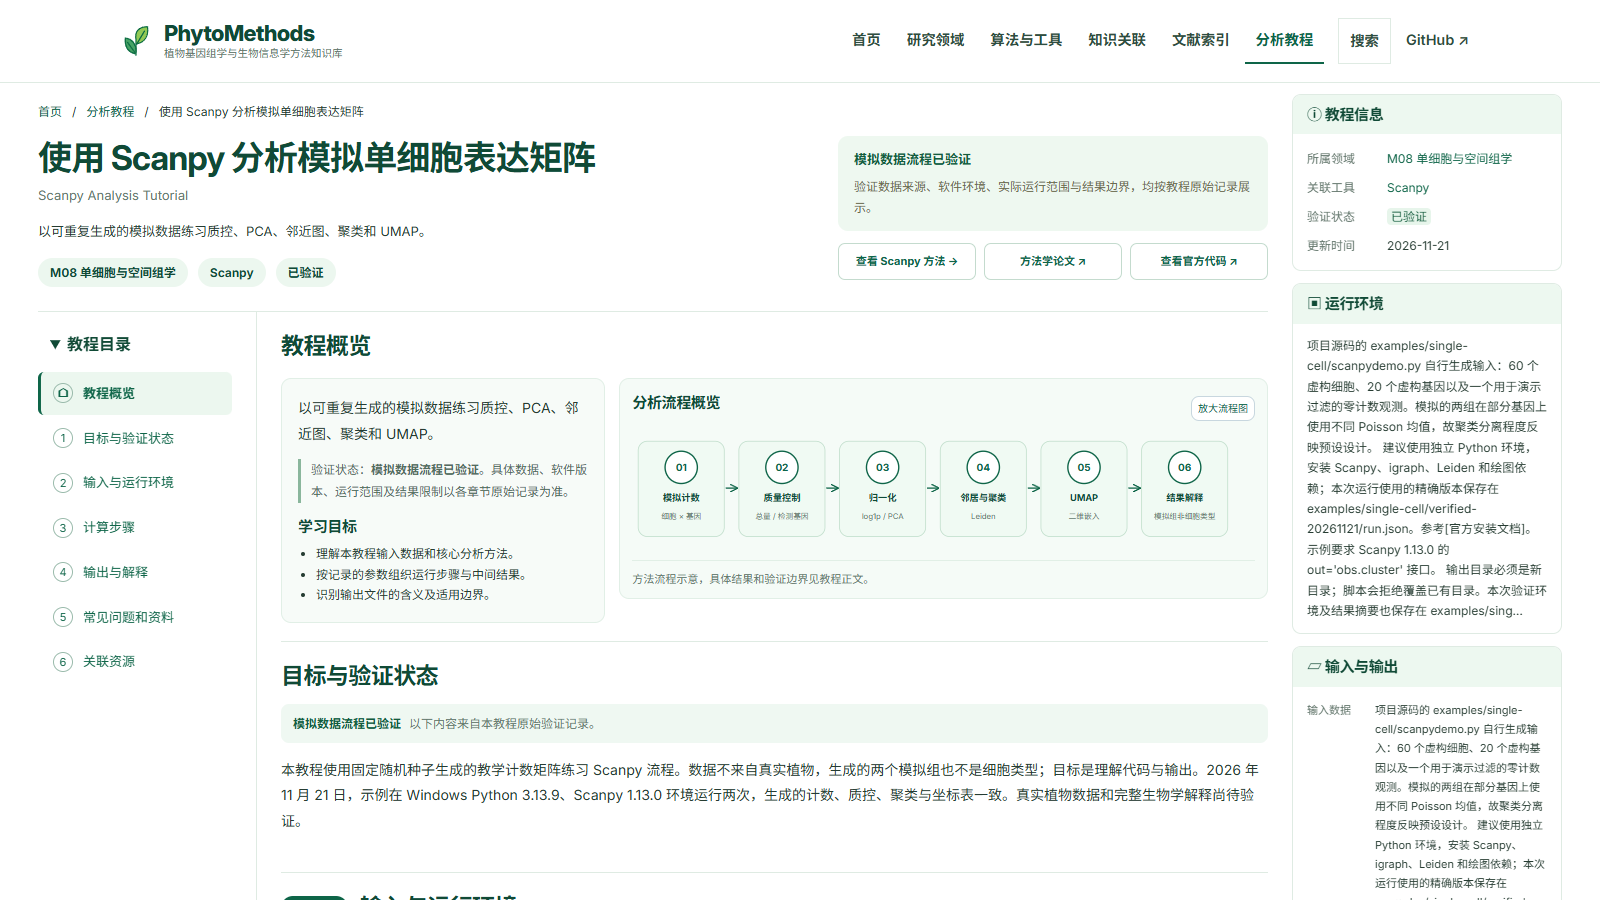 PhytoMethods
植物基因组学与生物信息学方法知识库
首页
研究领域
算法与工具
知识关联
文献索引
分析教程
搜索
GitHub ↗
首页 / 分析教程 / 使用 Scanpy 分析模拟单细胞表达矩阵
使用 Scanpy 分析模拟单细胞表达矩阵
Scanpy Analysis Tutorial
以可重复生成的模拟数据练习质控、PCA、邻近图、聚类和 UMAP。
M08 单细胞与空间组学
Scanpy
已验证
模拟数据流程已验证
验证数据来源、软件环境、实际运行范围与结果边界，均按教程原始记录展
示。
查看 Scanpy 方法 →
方法学论文 ↗
查看官方代码 ↗
▼ 教程目录
教程概览
1 目标与验证状态
2 输入与运行环境
3 计算步骤
4 输出与解释
5 常见问题和资料
6 关联资源
教程概览
以可重复生成的模拟数据练习质控、PCA、邻
近图、聚类和 UMAP。
验证状态：模拟数据流程已验证。具体数据、软件版
本、运行范围及结果限制以各章节原始记录为准。
学习目标
• 理解本教程输入数据和核心分析方法。
• 按记录的参数组织运行步骤与中间结果。
• 识别输出文件的含义及适用边界。
分析流程概览
放大流程图
01
模拟计数
细胞 × 基因
02
质量控制
总量 / 检测基因
03
归一化
log1p / PCA
04
邻居与聚类
Leiden
05
UMAP
二维嵌入
06
结果解释
模拟组非细胞类型
方法流程示意，具体结果和验证边界见教程正文。
目标与验证状态
模拟数据流程已验证 以下内容来自本教程原始验证记录。
本教程使用固定随机种子生成的教学计数矩阵练习 Scanpy 流程。数据不来自真实植物，生成的两个模拟组也不是细胞类型；目标是理解代码与输出。2026 年
11 月 21 日，示例在 Windows Python 3.13.9、Scanpy 1.13.0 环境运行两次，生成的计数、质控、聚类与坐标表一致。真实植物数据和完整生物学解释尚待验
证。
输入与运行环境
ⓘ 教程信息
所属领域 M08 单细胞与空间组学
关联工具 Scanpy
验证状态 已验证
更新时间 2026-11-21
▣ 运行环境
项目源码的 examples/single-
cell/scanpydemo.py 自行生成输入：60 个
虚构细胞、20 个虚构基因以及一个用于演示
过滤的零计数观测。模拟的两组在部分基因上
使用不同 Poisson 均值，故聚类分离程度反
映预设设计。 建议使用独立 Python 环境，
安装 Scanpy、igraph、Leiden 和绘图依
赖；本次运行使用的精确版本保存在
examples/single-cell/verified-
20261121/run.json。参考[官方安装文档]。
示例要求 Scanpy 1.13.0 的
out='obs.cluster' 接口。 输出目录必须是新
目录；脚本会拒绝覆盖已有目录。本次验证环
境及结果摘要也保存在 examples/sing…
▱ 输入与输出
输入数据 项目源码的 examples/single-
cell/scanpydemo.py 自行生成输
入：60 个虚构细胞、20 个虚构基
因以及一个用于演示过滤的零计数
观测。模拟的两组在部分基因上使
用不同 Poisson 均值，故聚类分离
程度反映预设设计。 建议使用独立
Python 环境，安装 Scanpy、
igraph、Leiden 和绘图依赖；本次
运行使用的精确版本保存在